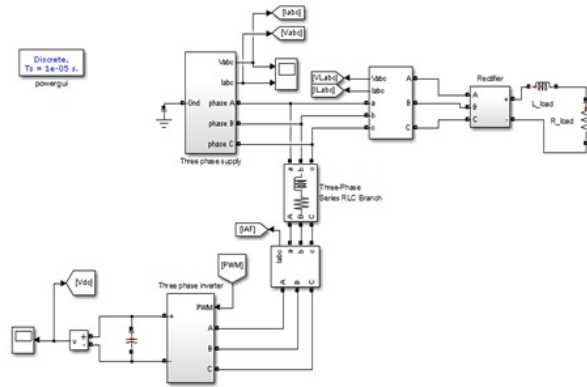 [Iabc]
[Vabc]
Discrete,
Ts = 1e-05 s.
powergui
Vabc
Iabc
Gnd
phase A
phase B
phase C
Three phase supply
[VLabc]
[ILabc]
Vabc
Iabc
a
b
c
A
B
C
Rectifier
A
B
C
+
-
L_load
R_load
a
b
c
A
B
C
Three-Phase
Series RLC Branch
[IAF]
Iabc
a
b
c
A
B
C
[PWM]
[Vdc]
Three phase inverter
PWM
+
-
A
B
C
v
+
-